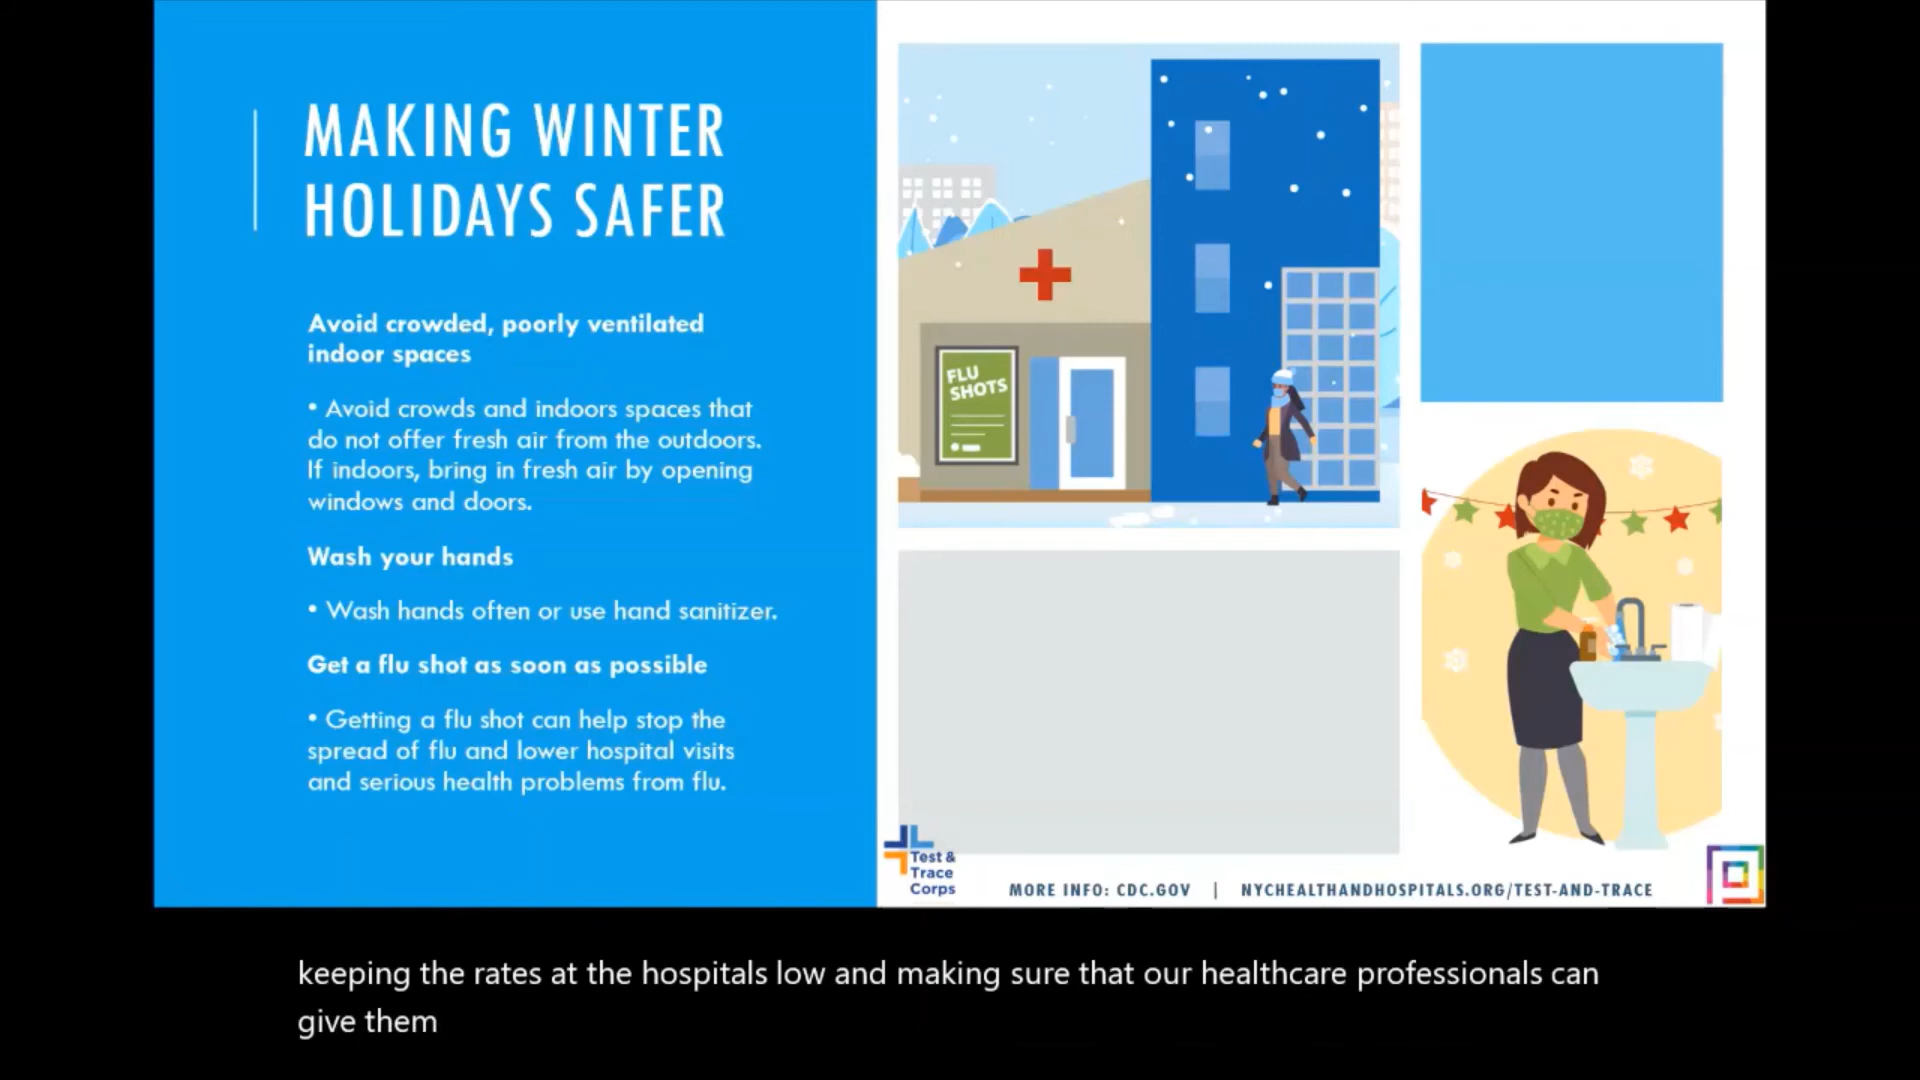 MAKING WINTER
HOLIDAYS SAFER
Avoid crowded, poorly ventilated
indoor spaces
• Avoid crowds and indoors spaces that
do not offer fresh air from the outdoors.
If indoors, bring in fresh air by opening
windows and doors.
Wash your hands
• Wash hands often or use hand sanitizer.
Get a flu shot as soon as possible
• Getting a flu shot can help stop the
spread of flu and lower hospital visits
and serious health problems from flu.
FLU
SHOTS
Test &
Trace
Corps
MORE INFO: CDC.GOV | NYCHEALTHANDHOSPITALS.ORG/TEST-AND-TRACE
keeping the rates at the hospitals low and making sure that our healthcare professionals can
give them